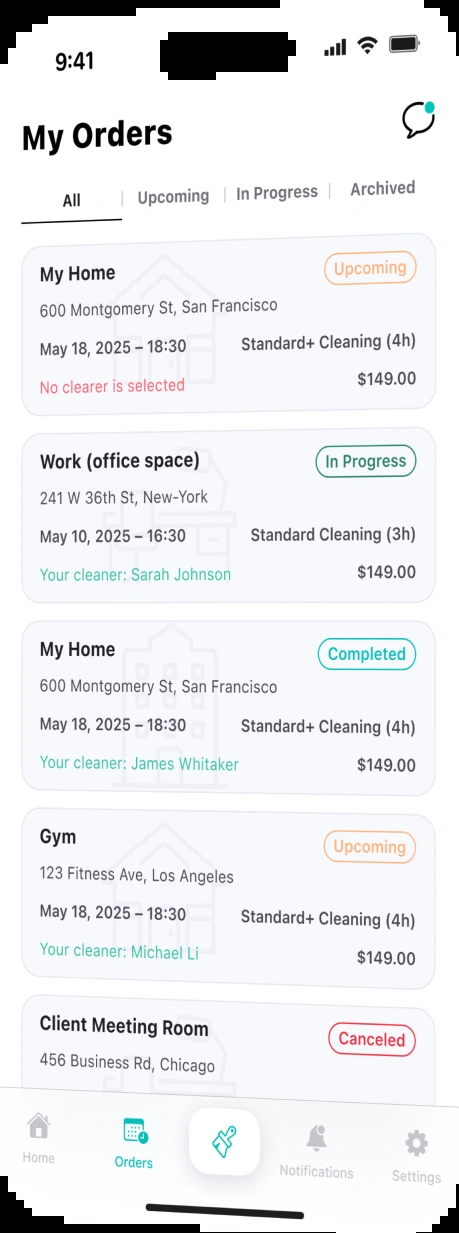 9:41
My Orders
All
Upcoming
In Progress
Archived
My Home
Upcoming
600 Montgomery St, San Francisco
May 18, 2025 – 18:30
Standard+ Cleaning (4h)
No clearer is selected
$149.00
Work (office space)
In Progress
241 W 36th St, New-York
May 10, 2025 – 16:30
Standard Cleaning (3h)
Your cleaner: Sarah Johnson
$149.00
My Home
Completed
600 Montgomery St, San Francisco
May 18, 2025 – 18:30
Standard+ Cleaning (4h)
Your cleaner: James Whitaker
$149.00
Gym
Upcoming
123 Fitness Ave, Los Angeles
May 18, 2025 – 18:30
Standard+ Cleaning (4h)
Your cleaner: Michael Li
$149.00
Client Meeting Room
Canceled
456 Business Rd, Chicago
Home
Orders
Notifications
Settings